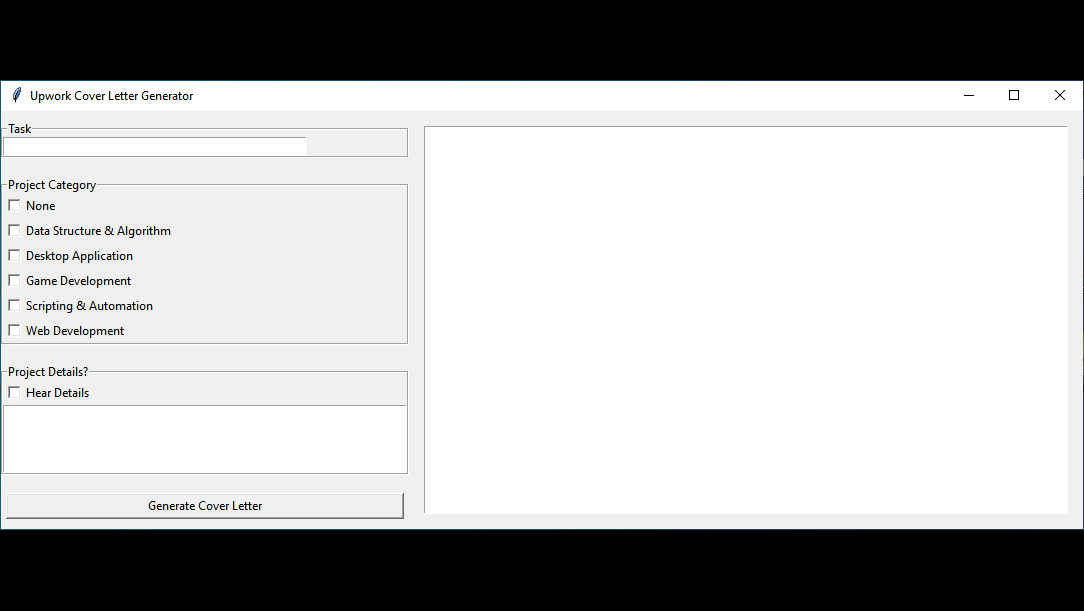 Upwork Cover Letter Generator
Task
Project Category
None
Data Structure & Algorithm
Desktop Application
Game Development
Scripting & Automation
Web Development
Project Details?
Hear Details
Generate Cover Letter